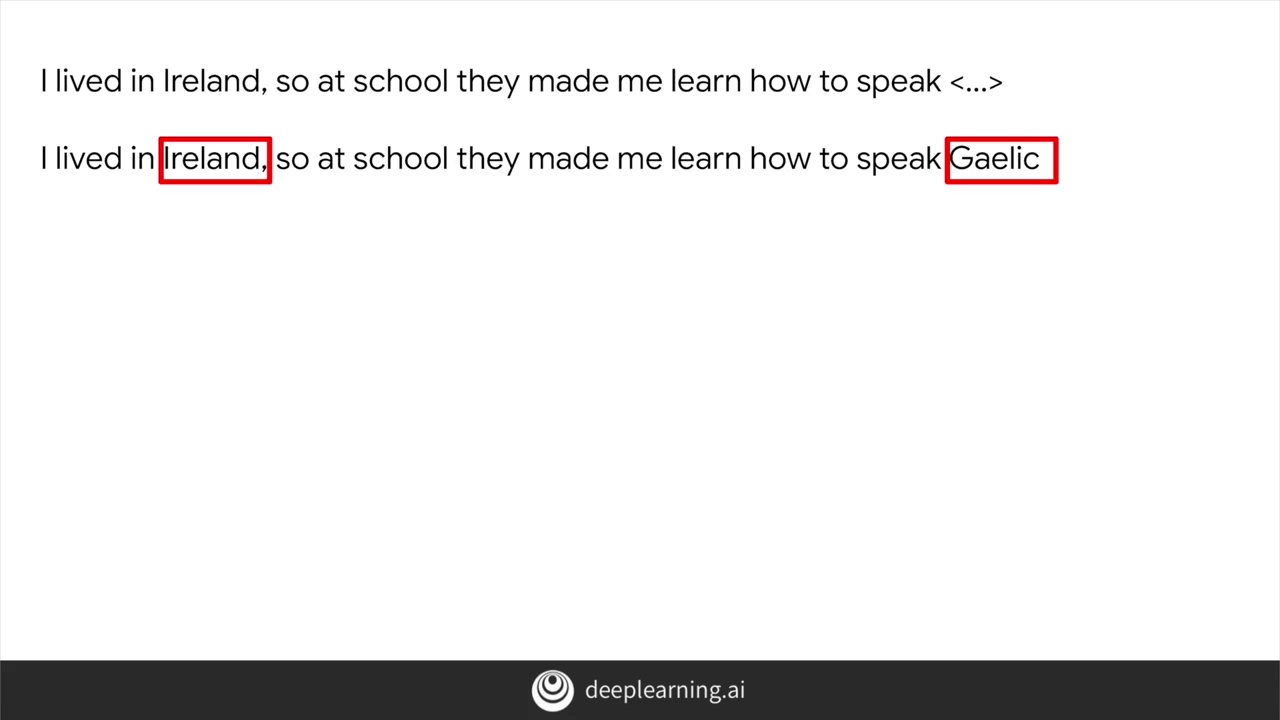 I lived in Ireland, so at school they made me learn how to speak <...>
I lived in Ireland, so at school they made me learn how to speak Gaelic
deeplearning.ai